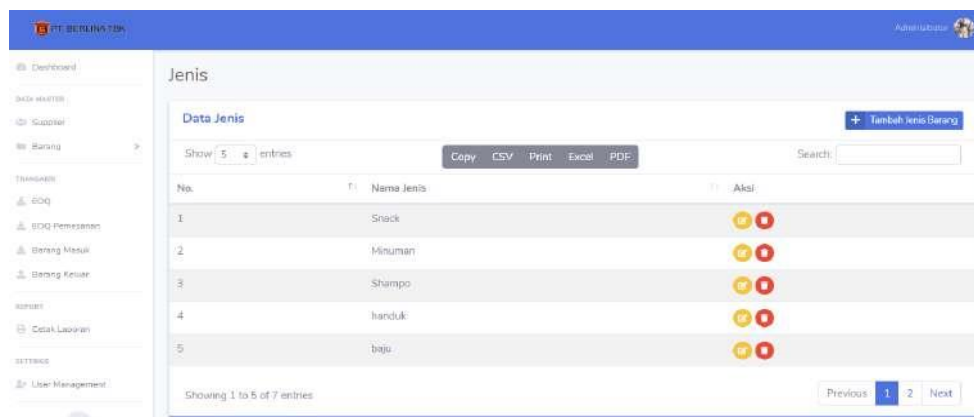 PT BERLINA TBK
Administrator
Dashboard
Jenis
DATA MASTER
Supplier
Barang
Data Jenis
+ Tambah Jenis Barang
Show 5 entries
Copy CSV Print Excel PDF
Search:
TRANSAKSI
EOQ
EOQ Pemesanan
Barang Masuk
Barang Keluar
No. Nama Jenis Aksi
1 Snack
2 Minuman
3 Shampo
4 handuk
5 baju
REPORT
Cetak Laporan
SETTINGS
User Management
Showing 1 to 5 of 7 entries
Previous 1 2 Next